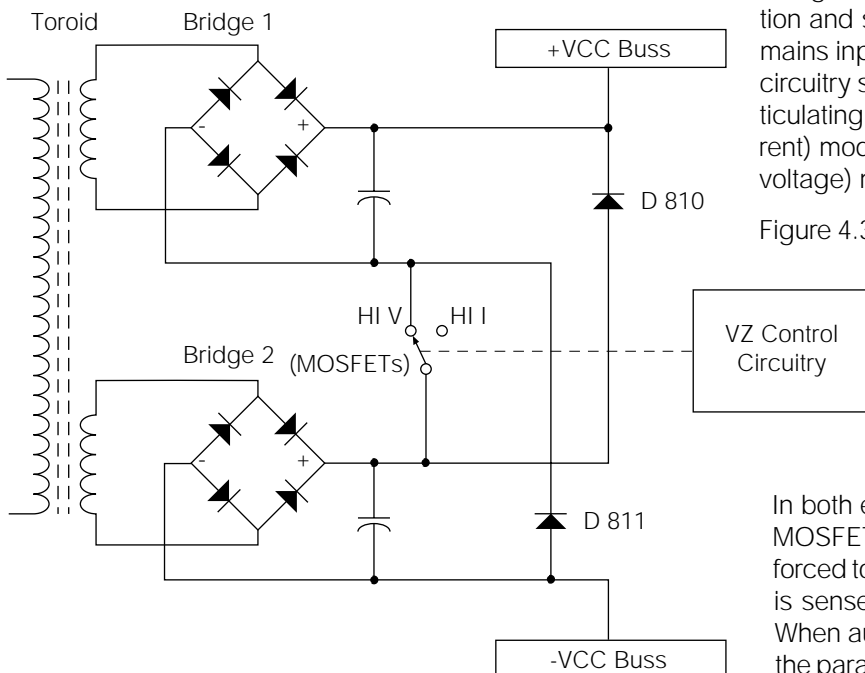 Toroid
Bridge 1
+VCC Buss
- +
D 810
HI V HI I
(MOSFETs)
VZ Control
Circuitry
Bridge 2
- +
D 811
-VCC Buss
tion and s
mains inp
circuitry s
ticulating
rent) mod
voltage) r
Figure 4.3
In both e
MOSFET
forced to
is sense
When au
the para